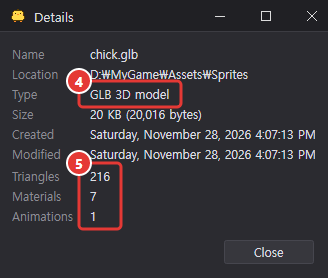 Details
Name chick.glb
Location D:₩MyGame₩Assets₩Sprites
4
Type GLB 3D model
Size 20 KB (20,016 bytes)
Created Saturday, November 28, 2026 4:07:13 PM
Modified Saturday, November 28, 2026 4:07:13 PM
5
Triangles 216
Materials 7
Animations 1
Close